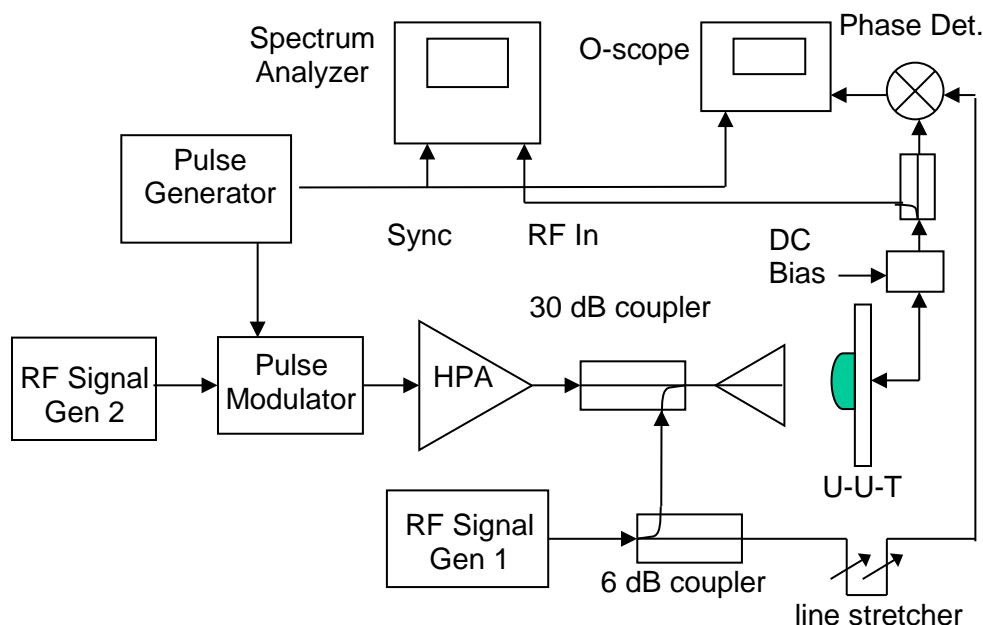 Phase Det.
Spectrum
Analyzer
O-scope
Pulse
Generator
Sync
RF In
DC
Bias
30 dB coupler
RF Signal
Gen 2
Pulse
Modulator
HPA
U-U-T
RF Signal
Gen 1
6 dB coupler
line stretcher